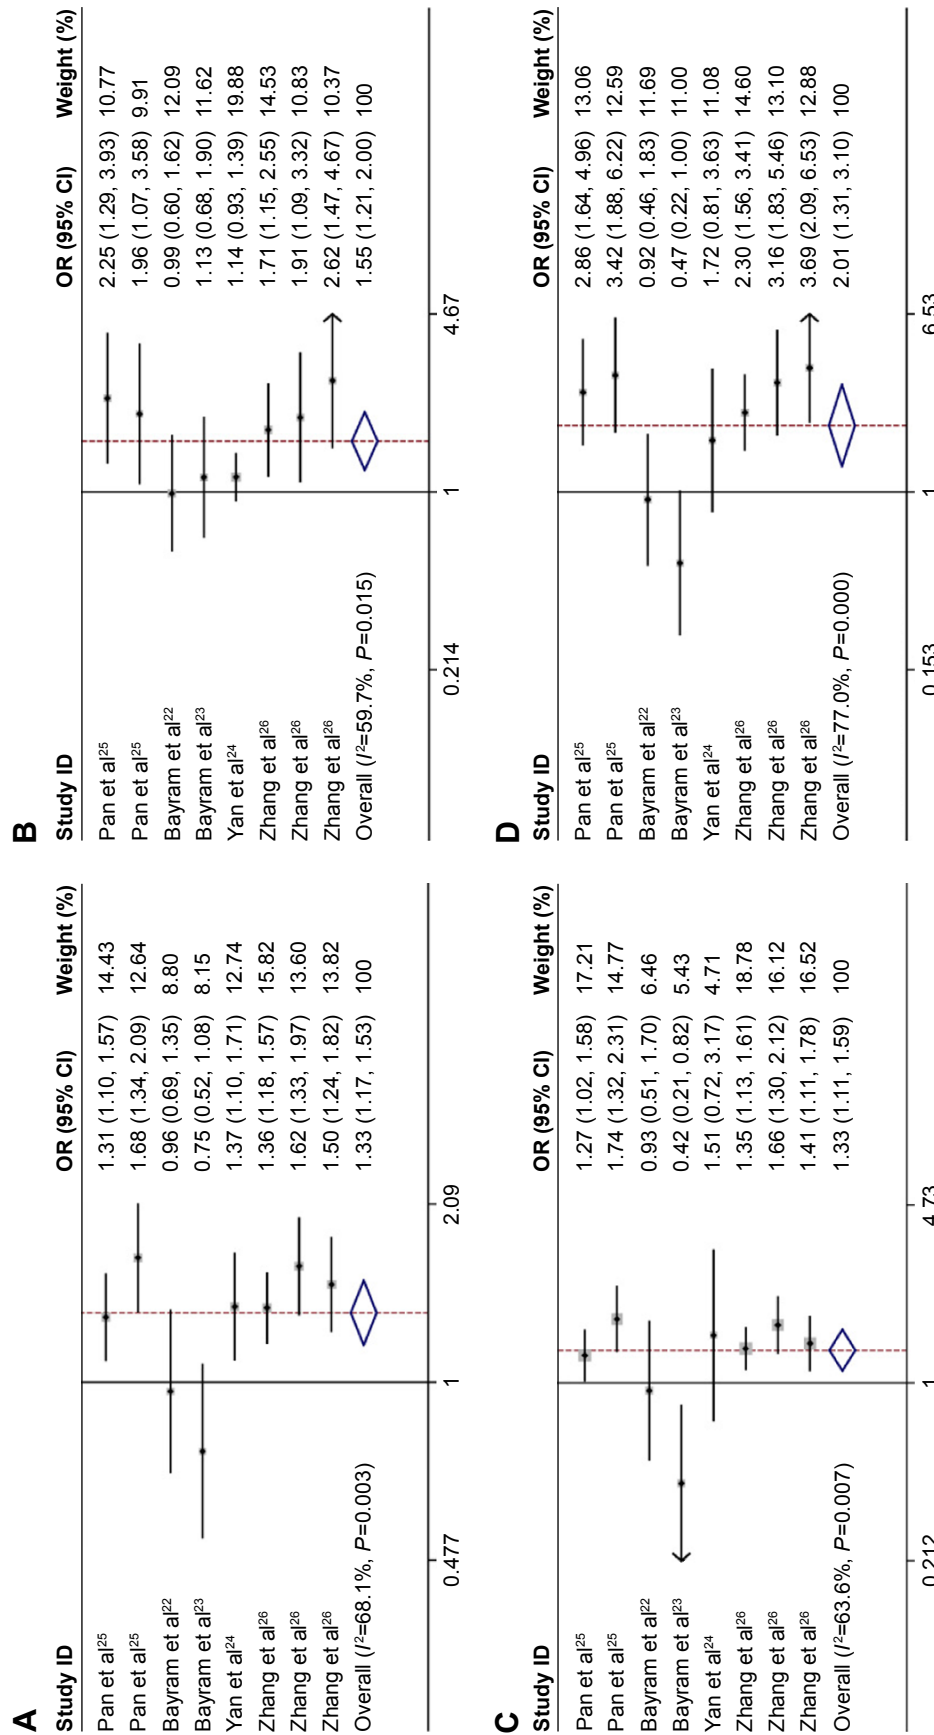 A
Study ID OR (95% CI) Weight (%)
Pan et al25 1.31 (1.10, 1.57) 14.43
Pan et al25 1.68 (1.34, 2.09) 12.64
Bayram et al22 0.96 (0.69, 1.35) 8.80
Bayram et al23 0.75 (0.52, 1.08) 8.15
Yan et al24 1.37 (1.10, 1.71) 12.74
Zhang et al26 1.36 (1.18, 1.57) 15.82
Zhang et al26 1.62 (1.33, 1.97) 13.60
Zhang et al26 1.50 (1.24, 1.82) 13.82
Overall (I2=68.1%, P=0.003) 1.33 (1.17, 1.53) 100
0.477 1 2.09
B
Study ID OR (95% CI) Weight (%)
Pan et al25 2.25 (1.29, 3.93) 10.77
Pan et al25 1.96 (1.07, 3.58) 9.91
Bayram et al22 0.99 (0.60, 1.62) 12.09
Bayram et al23 1.13 (0.68, 1.90) 11.62
Yan et al24 1.14 (0.93, 1.39) 19.88
Zhang et al26 1.71 (1.15, 2.55) 14.53
Zhang et al26 1.91 (1.09, 3.32) 10.83
Zhang et al26 2.62 (1.47, 4.67) 10.37
Overall (I2=59.7%, P=0.015) 1.55 (1.21, 2.00) 100
0.214 1 4.67
C
Study ID OR (95% CI) Weight (%)
Pan et al25 1.27 (1.02, 1.58) 17.21
Pan et al25 1.74 (1.32, 2.31) 14.77
Bayram et al22 0.93 (0.51, 1.70) 6.46
Bayram et al23 0.42 (0.21, 0.82) 5.43
Yan et al24 1.51 (0.72, 3.17) 4.71
Zhang et al26 1.35 (1.13, 1.61) 18.78
Zhang et al26 1.66 (1.30, 2.12) 16.12
Zhang et al26 1.41 (1.11, 1.78) 16.52
Overall (I2=63.6%, P=0.007) 1.33 (1.11, 1.59) 100
0.212 1 4.73
D
Study ID OR (95% CI) Weight (%)
Pan et al25 2.86 (1.64, 4.96) 13.06
Pan et al25 3.42 (1.88, 6.22) 12.59
Bayram et al22 0.92 (0.46, 1.83) 11.69
Bayram et al23 0.47 (0.22, 1.00) 11.00
Yan et al24 1.72 (0.81, 3.63) 11.08
Zhang et al26 2.30 (1.56, 3.41) 14.60
Zhang et al26 3.16 (1.83, 5.46) 13.10
Zhang et al26 3.69 (2.09, 6.53) 12.88
Overall (I2=77.0%, P=0.000) 2.01 (1.31, 3.10) 100
0.153 1 6.53